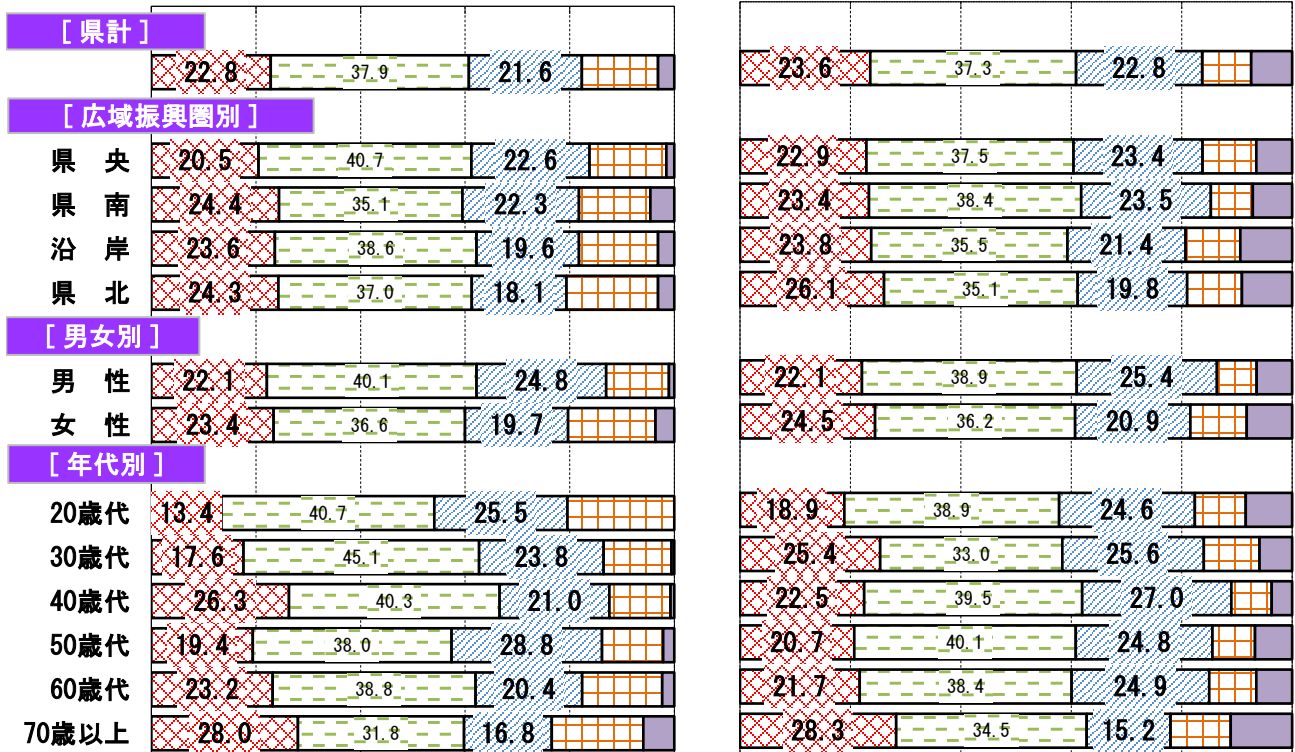 [ 県計 ]
22.8 37.9 21.6 23.6 37.3 22.8
[ 広域振興圏別 ]
県 央 20.5 40.7 22.6 22.9 37.5 23.4
県 南 24.4 35.1 22.3 23.4 38.4 23.5
沿 岸 23.6 38.6 19.6 23.8 35.5 21.4
県 北 24.3 37.0 18.1 26.1 35.1 19.8
[ 男女別 ]
男 性 22.1 40.1 24.8 22.1 38.9 25.4
女 性 23.4 36.6 19.7 24.5 36.2 20.9
[ 年代別 ]
20歳代 13.4 40.7 25.5 18.9 38.9 24.6
30歳代 17.6 45.1 23.8 25.4 33.0 25.6
40歳代 26.3 40.3 21.0 22.5 39.5 27.0
50歳代 19.4 38.0 28.8 20.7 40.1 24.8
60歳代 23.2 38.8 20.4 21.7 38.4 24.9
70歳以上 28.0 31.8 16.8 28.3 34.5 15.2